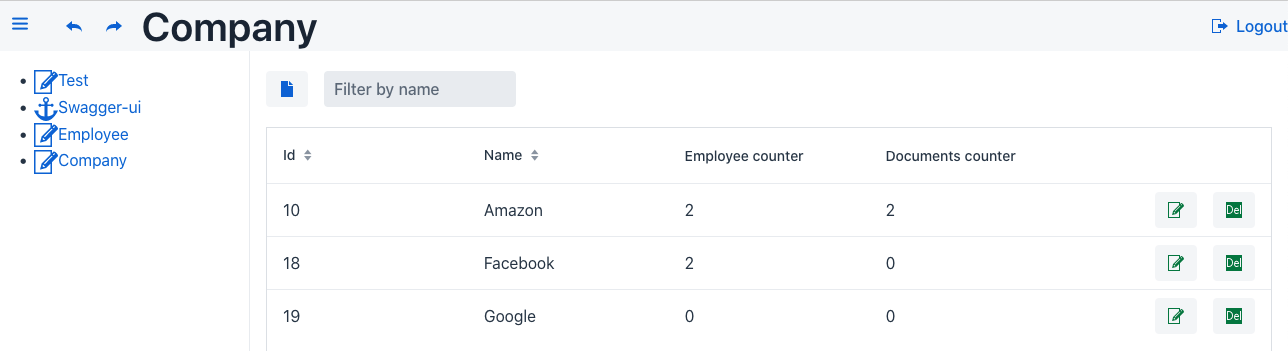 Company
Logout
Test
Swagger-ui
Employee
Company
Filter by name
Id Name Employee counter Documents counter
10 Amazon 2 2 Del
18 Facebook 2 0 Del
19 Google 0 0 Del